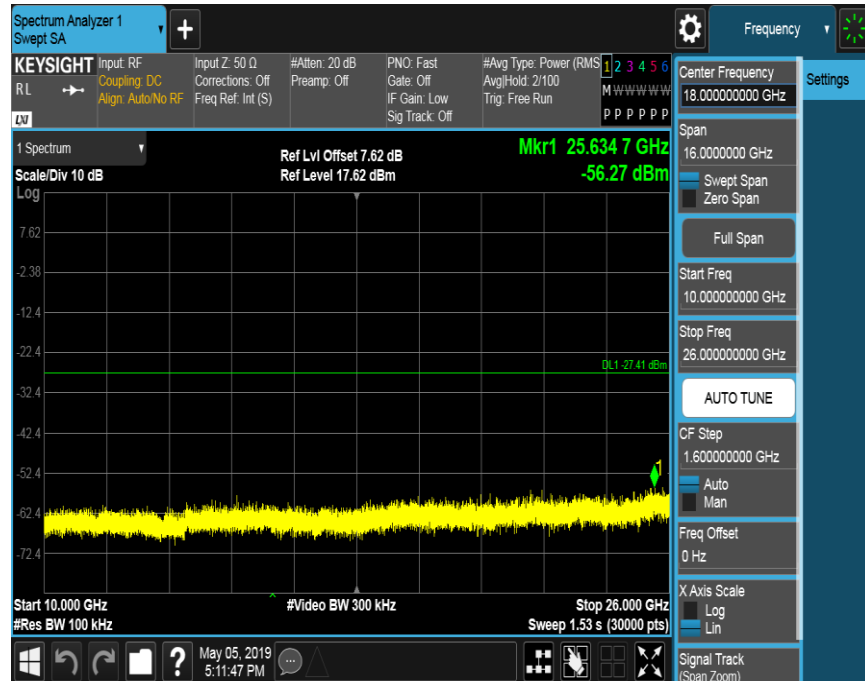 Spectrum Analyzer 1
Swept SA
+
Frequency
KEYSIGHT
RL
LXI
Input: RF
Coupling: DC
Align: Auto/No RF
Input Z: 50 Ω
Corrections: Off
Freq Ref: Int (S)
#Atten: 20 dB
Preamp: Off
PNO: Fast
Gate: Off
IF Gain: Low
Sig Track: Off
#Avg Type: Power (RMS
Avg|Hold: 2/100
Trig: Free Run
1 2 3 4 5 6
M W W W W W
P P P P P P
1 Spectrum
Scale/Div 10 dB
Log
Ref Lvl Offset 7.62 dB
Ref Level 17.62 dBm
Mkr1 25.634 7 GHz
-56.27 dBm
7.62
-2.38
-12.4
-22.4
-32.4
-42.4
-52.4
-62.4
-72.4
DL1 -27.41 dBm
1
Start 10.000 GHz
#Res BW 100 kHz
#Video BW 300 kHz
Stop 26.000 GHz
Sweep 1.53 s (30000 pts)
Center Frequency
18.000000000 GHz
Settings
Span
16.0000000 GHz
Swept Span
Zero Span
Full Span
Start Freq
10.000000000 GHz
Stop Freq
26.000000000 GHz
AUTO TUNE
CF Step
1.600000000 GHz
Auto
Man
Freq Offset
0 Hz
X Axis Scale
Log
Lin
Signal Track
(Span Zoom)
?
May 05, 2019
5:11:47 PM